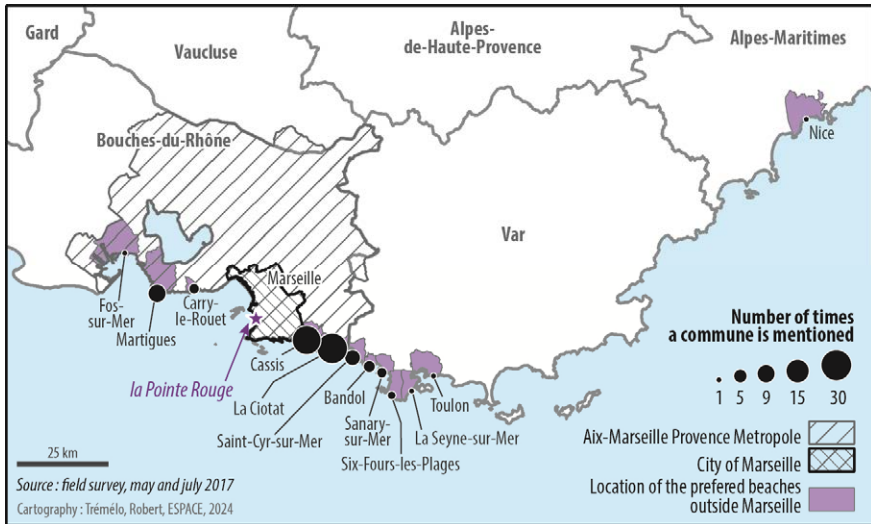 Gard
Vaucluse
Alpes-
de-Haute-Provence
Alpes-Maritimes
Bouches-du-Rhône
Nice
Var
Marseille
Fos-
sur-Mer
Martigues
Carry-
le-Rouet
la Pointe Rouge
Cassis
La Ciotat
Saint-Cyr-sur-Mer
Bandol
Sanary-
sur-Mer
Six-Fours-les-Plages
La Seyne-sur-Mer
Toulon
Number of times
a commune is mentioned
1 5 9 15 30
Aix-Marseille Provence Metropole
City of Marseille
Location of the prefered beaches
outside Marseille
25 km
Source : field survey, may and july 2017
Cartography : Trémélo, Robert, ESPACE, 2024